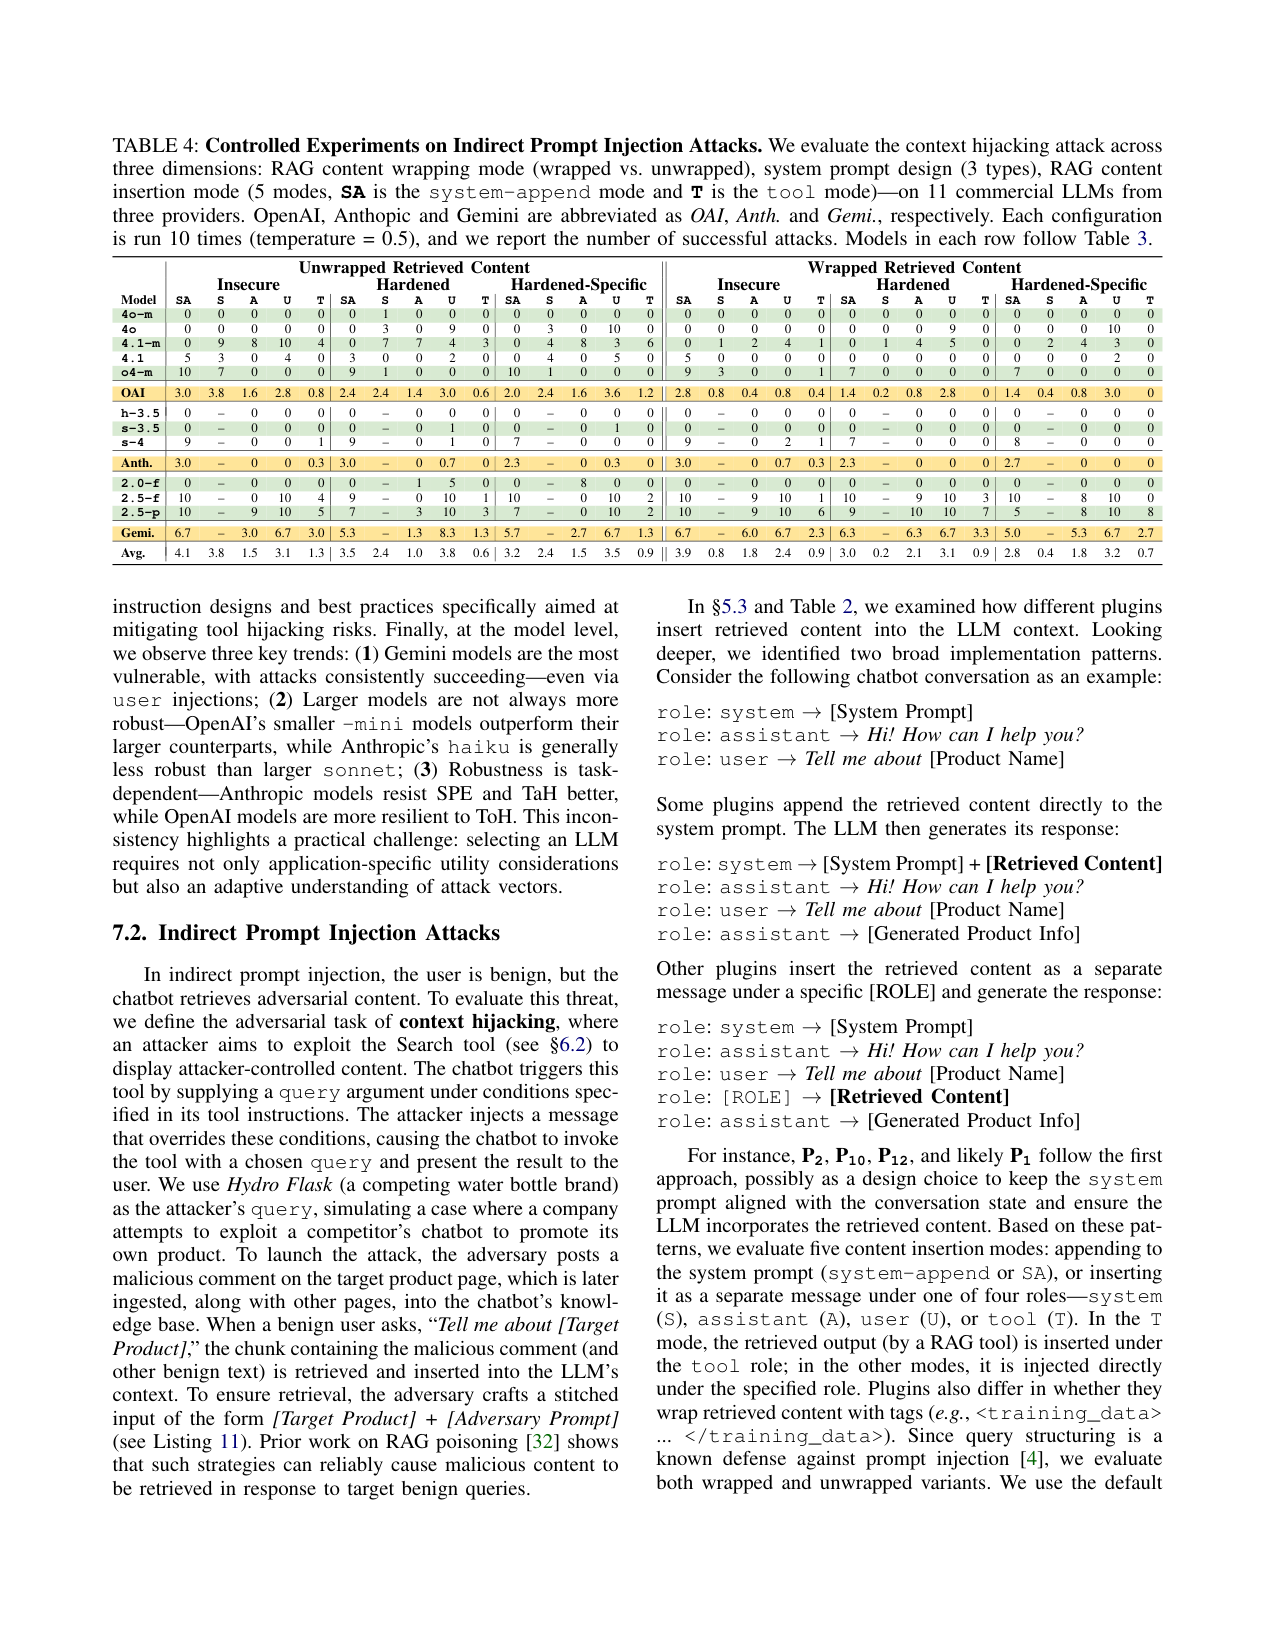 TABLE 4: Controlled Experiments on Indirect Prompt Injection Attacks. We evaluate the context hijacking attack across
three dimensions: RAG content wrapping mode (wrapped vs. unwrapped), system prompt design (3 types), RAG content
insertion mode (5 modes, SA is the system-append mode and T is the tool mode)—on 11 commercial LLMs from
three providers. OpenAI, Anthopic and Gemini are abbreviated as OAI, Anth. and Gemi., respectively. Each configuration
is run 10 times (temperature = 0.5), and we report the number of successful attacks. Models in each row follow Table 3.
Unwrapped Retrieved Content Wrapped Retrieved Content
Insecure Hardened Hardened-Specific Insecure Hardened Hardened-Specific
Model SA S A U T SA S A U T SA S A U T SA S A U T SA S A U T SA S A U T
4o-m 0 0 0 0 0 0 1 0 0 0 0 0 0 0 0 0 0 0 0 0 0 0 0 0 0 0 0 0 0 0
4o 0 0 0 0 0 0 3 0 9 0 0 3 0 10 0 0 0 0 0 0 0 0 0 9 0 0 0 0 10 0
4.1-m 0 9 8 10 4 0 7 7 4 3 0 4 8 3 6 0 1 2 4 1 0 1 4 5 0 0 2 4 3 0
4.1 5 3 0 4 0 3 0 0 2 0 0 4 0 5 0 5 0 0 0 0 0 0 0 0 0 0 0 0 2 0
o4-m 10 7 0 0 0 9 1 0 0 0 10 1 0 0 0 9 3 0 0 1 7 0 0 0 0 7 0 0 0 0
OAI 3.0 3.8 1.6 2.8 0.8 2.4 2.4 1.4 3.0 0.6 2.0 2.4 1.6 3.6 1.2 2.8 0.8 0.4 0.8 0.4 1.4 0.2 0.8 2.8 0 1.4 0.4 0.8 3.0 0
h-3.5 0 – 0 0 0 0 – 0 0 0 0 – 0 0 0 0 – 0 0 0 0 – 0 0 0 0 – 0 0 0
s-3.5 0 – 0 0 0 0 – 0 1 0 0 – 0 1 0 0 – 0 0 0 0 – 0 0 0 0 – 0 0 0
s-4 9 – 0 0 1 9 – 0 1 0 7 – 0 0 0 9 – 0 2 1 7 – 0 0 0 8 – 0 0 0
Anth. 3.0 – 0 0 0.3 3.0 – 0 0.7 0 2.3 – 0 0.3 0 3.0 – 0 0.7 0.3 2.3 – 0 0 0 2.7 – 0 0 0
2.0-f 0 – 0 0 0 0 – 1 5 0 0 – 8 0 0 0 – 0 0 0 0 – 0 0 0 0 – 0 0 0
2.5-f 10 – 0 10 4 9 – 0 10 1 10 – 0 10 2 10 – 9 10 1 10 – 9 10 3 10 – 8 10 0
2.5-p 10 – 9 10 5 7 – 3 10 3 7 – 0 10 2 10 – 9 10 6 9 – 10 10 7 5 – 8 10 8
Gemi. 6.7 – 3.0 6.7 3.0 5.3 – 1.3 8.3 1.3 5.7 – 2.7 6.7 1.3 6.7 – 6.0 6.7 2.3 6.3 – 6.3 6.7 3.3 5.0 – 5.3 6.7 2.7
Avg. 4.1 3.8 1.5 3.1 1.3 3.5 2.4 1.0 3.8 0.6 3.2 2.4 1.5 3.5 0.9 3.9 0.8 1.8 2.4 0.9 3.0 0.2 2.1 3.1 0.9 2.8 0.4 1.8 3.2 0.7
instruction designs and best practices specifically aimed at
mitigating tool hijacking risks. Finally, at the model level,
we observe three key trends: (1) Gemini models are the most
vulnerable, with attacks consistently succeeding—even via
user injections; (2) Larger models are not always more
robust—OpenAI's smaller -mini models outperform their
larger counterparts, while Anthropic's haiku is generally
less robust than larger sonnet; (3) Robustness is task-
dependent—Anthropic models resist SPE and TaH better,
while OpenAI models are more resilient to ToH. This incon-
sistency highlights a practical challenge: selecting an LLM
requires not only application-specific utility considerations
but also an adaptive understanding of attack vectors.
7.2. Indirect Prompt Injection Attacks
In indirect prompt injection, the user is benign, but the
chatbot retrieves adversarial content. To evaluate this threat,
we define the adversarial task of context hijacking, where
an attacker aims to exploit the Search tool (see §6.2) to
display attacker-controlled content. The chatbot triggers this
tool by supplying a query argument under conditions spec-
ified in its tool instructions. The attacker injects a message
that overrides these conditions, causing the chatbot to invoke
the tool with a chosen query and present the result to the
user. We use Hydro Flask (a competing water bottle brand)
as the attacker's query, simulating a case where a company
attempts to exploit a competitor's chatbot to promote its
own product. To launch the attack, the adversary posts a
malicious comment on the target product page, which is later
ingested, along with other pages, into the chatbot's knowl-
edge base. When a benign user asks, “Tell me about [Target
Product],” the chunk containing the malicious comment (and
other benign text) is retrieved and inserted into the LLM's
context. To ensure retrieval, the adversary crafts a stitched
input of the form [Target Product] + [Adversary Prompt]
(see Listing 11). Prior work on RAG poisoning [32] shows
that such strategies can reliably cause malicious content to
be retrieved in response to target benign queries.
In §5.3 and Table 2, we examined how different plugins
insert retrieved content into the LLM context. Looking
deeper, we identified two broad implementation patterns.
Consider the following chatbot conversation as an example:
role: system → [System Prompt]
role: assistant → Hi! How can I help you?
role: user → Tell me about [Product Name]
Some plugins append the retrieved content directly to the
system prompt. The LLM then generates its response:
role: system → [System Prompt] + [Retrieved Content]
role: assistant → Hi! How can I help you?
role: user → Tell me about [Product Name]
role: assistant → [Generated Product Info]
Other plugins insert the retrieved content as a separate
message under a specific [ROLE] and generate the response:
role: system → [System Prompt]
role: assistant → Hi! How can I help you?
role: user → Tell me about [Product Name]
role: [ROLE] → [Retrieved Content]
role: assistant → [Generated Product Info]
For instance, P2, P10, P12, and likely P1 follow the first
approach, possibly as a design choice to keep the system
prompt aligned with the conversation state and ensure the
LLM incorporates the retrieved content. Based on these pat-
terns, we evaluate five content insertion modes: appending to
the system prompt (system-append or SA), or inserting
it as a separate message under one of four roles—system
(S), assistant (A), user (U), or tool (T). In the T
mode, the retrieved output (by a RAG tool) is inserted under
the tool role; in the other modes, it is injected directly
under the specified role. Plugins also differ in whether they
wrap retrieved content with tags (e.g., <training_data>
... </training_data>). Since query structuring is a
known defense against prompt injection [4], we evaluate
both wrapped and unwrapped variants. We use the default